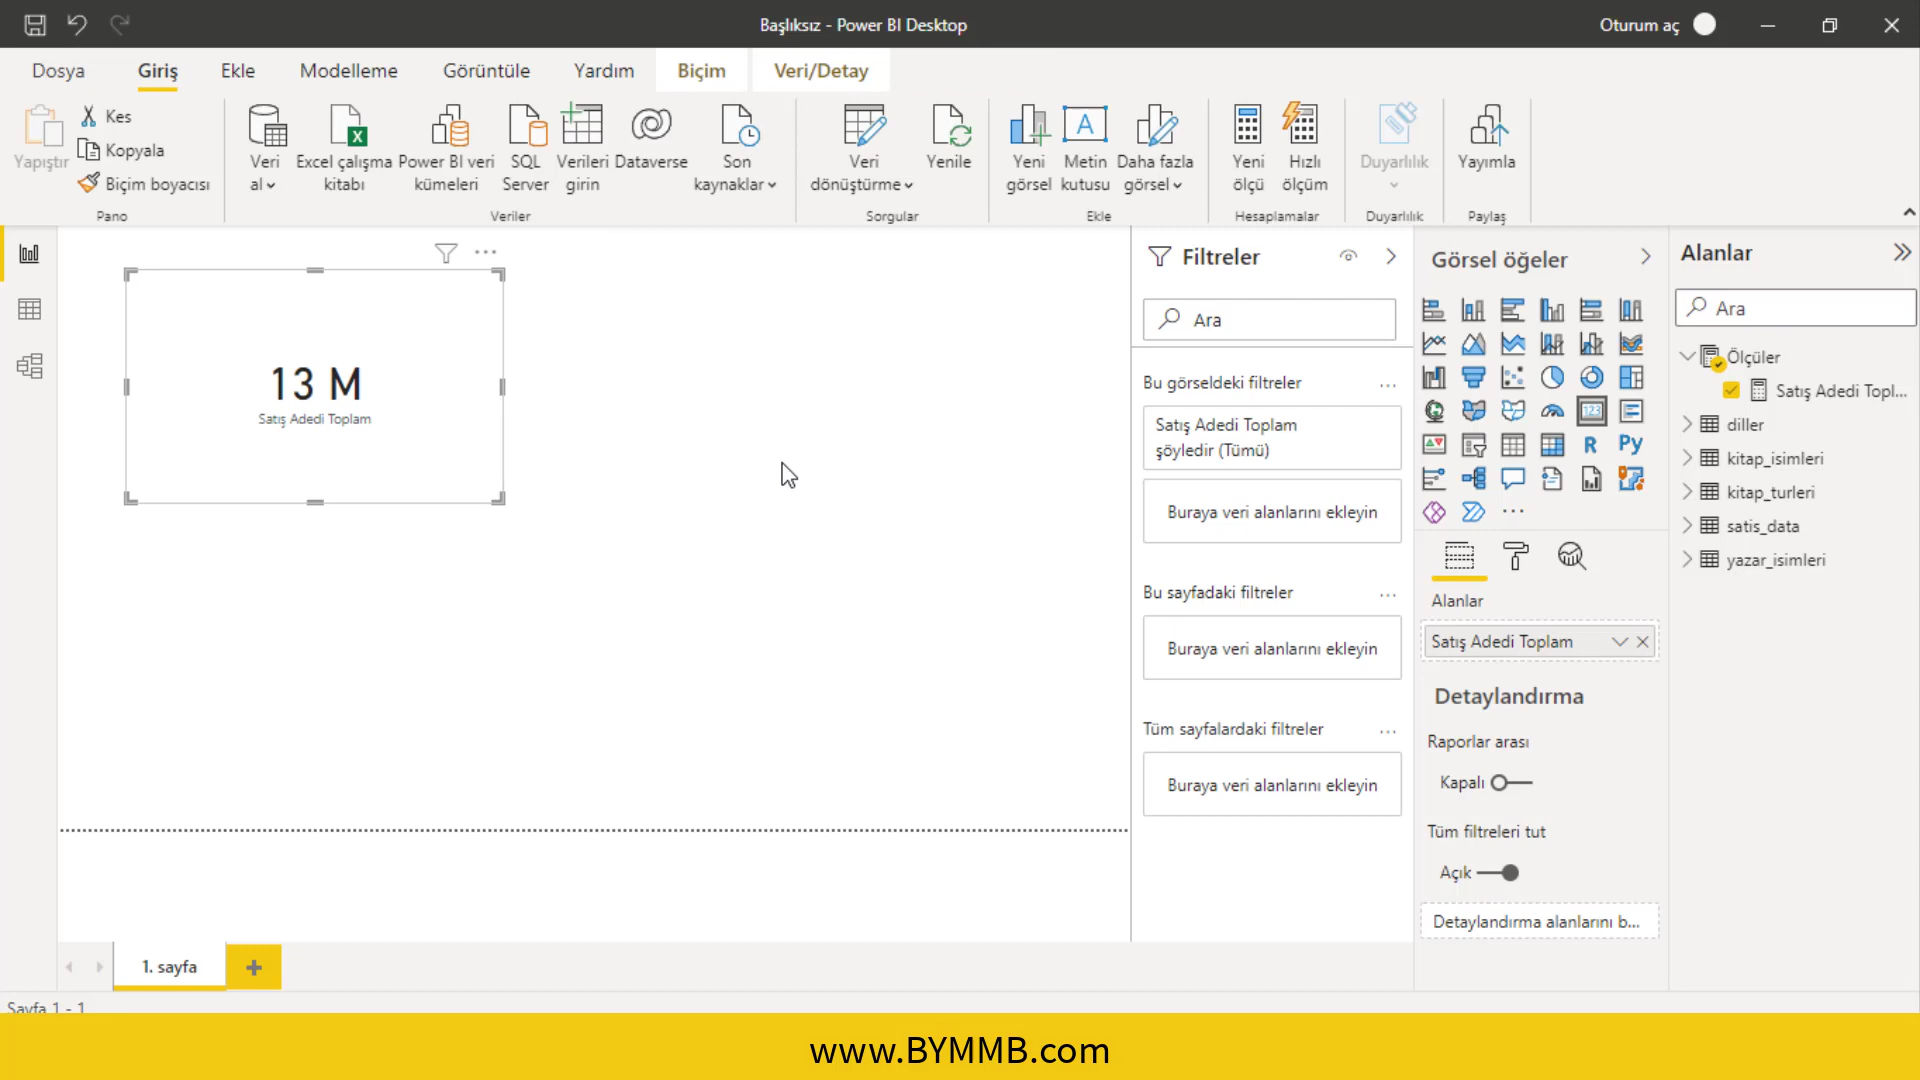 Başlıksız - Power BI Desktop
Oturum aç
Dosya
Giriş
Ekle
Modelleme
Görüntüle
Yardım
Biçim
Veri/Detay
Yapıştır
Kes
Kopyala
Biçim boyacısı
Pano
Veri
al
Excel çalışma
kitabı
Power BI veri
kümeleri
SQL
Server
Verileri
girin
Dataverse
Son
kaynaklar
Veriler
Veri
dönüştürme
Yenile
Sorgular
Yeni
görsel
Metin
kutusu
Daha fazla
görsel
Ekle
Yeni
ölçü
Hızlı
ölçüm
Hesaplamalar
Duyarlılık
Duyarlılık
Yayımla
Paylaş
13 M
Satış Adedi Toplam
Filtreler
Ara
Bu görseldeki filtreler
Satış Adedi Toplam
şöyledir (Tümü)
Buraya veri alanlarını ekleyin
Bu sayfadaki filtreler
Buraya veri alanlarını ekleyin
Tüm sayfalardaki filtreler
Buraya veri alanlarını ekleyin
Görsel öğeler
R
Py
123
Alanlar
Satış Adedi Toplam
Detaylandırma
Raporlar arası
Kapalı
Tüm filtreleri tut
Açık
Detaylandırma alanlarını b...
Alanlar
Ara
Ölçüler
Satış Adedi Topl...
diller
kitap_isimleri
kitap_turleri
satis_data
yazar_isimleri
1. sayfa
Sayfa 1 - 1
www.BYMMB.com